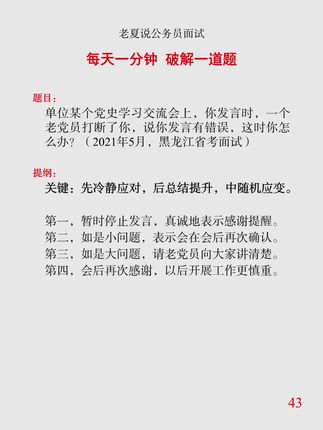 老夏说公务员面试
每天一分钟 破解一道题
题目：
单位某个党史学习交流会上，你发言时，一个
老党员打断了你，说你发言有错误，这时你怎
么办？（2021年5月，黑龙江省考面试）
提纲：
关键：先冷静应对，后总结提升，中随机应变。
第一，暂时停止发言，真诚地表示感谢提醒。
第二，如是小问题，表示会在会后再次确认。
第三，如是大问题，请老党员向大家讲清楚。
第四，会后再次感谢，以后开展工作更慎重。
43